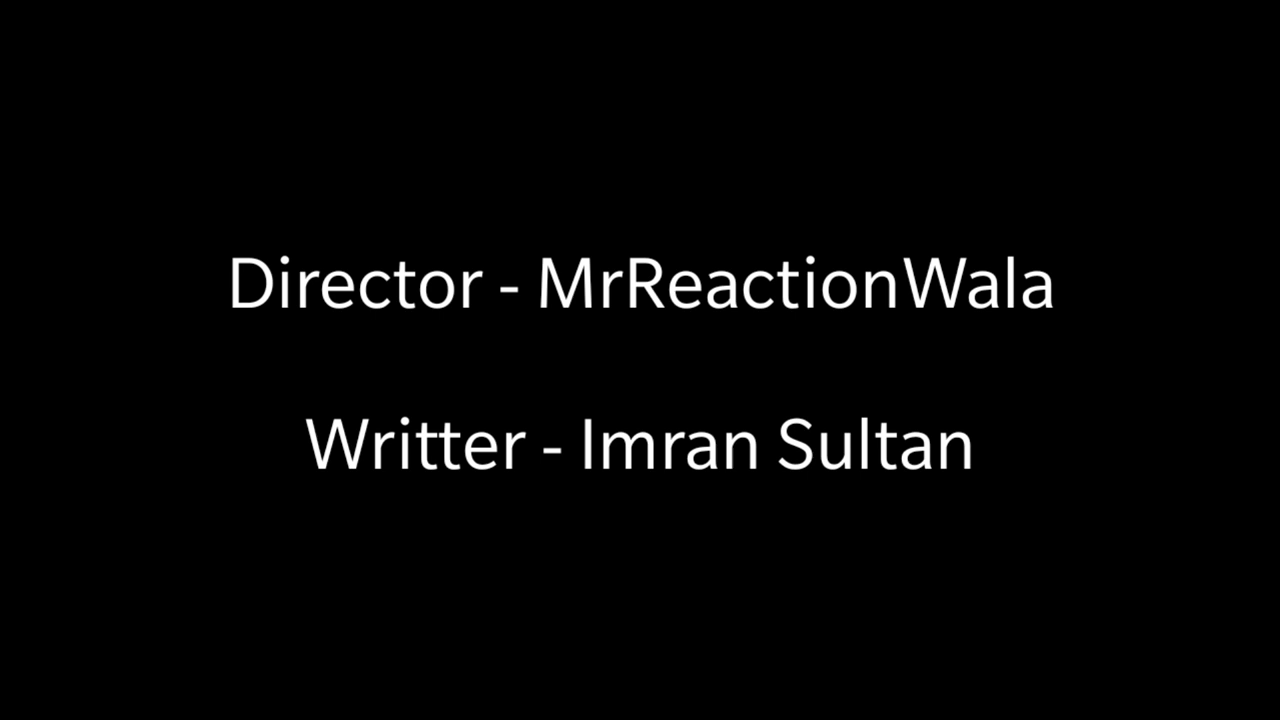 Director - MrReactionWala
Writter - Imran Sultan